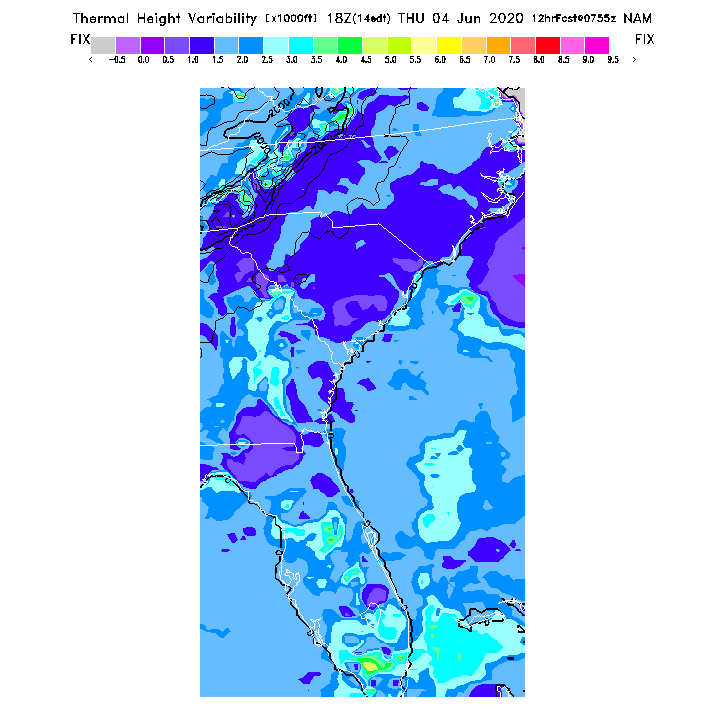 Thermal Height Variability [x1000ft] 18Z(14edt) THU 04 Jun 2020 12hrFcst@0755z NAM
FIX FIX
< -0.5 0.0 0.5 1.0 1.5 2.0 2.5 3.0 3.5 4.0 4.5 5.0 5.5 6.0 6.5 7.0 7.5 8.0 8.5 9.0 9.5 >
2000